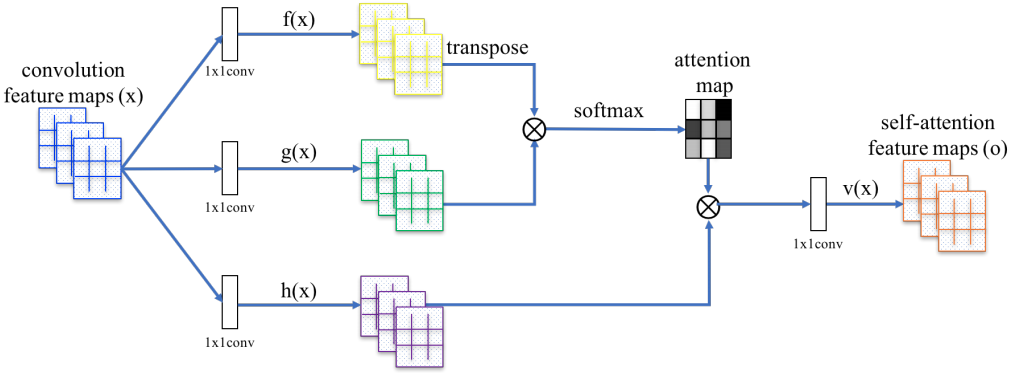 f(x)
1x1conv
transpose
convolution
feature maps (x)
attention
map
softmax
g(x)
1x1conv
self-attention
feature maps (o)
v(x)
1x1conv
h(x)
1x1conv